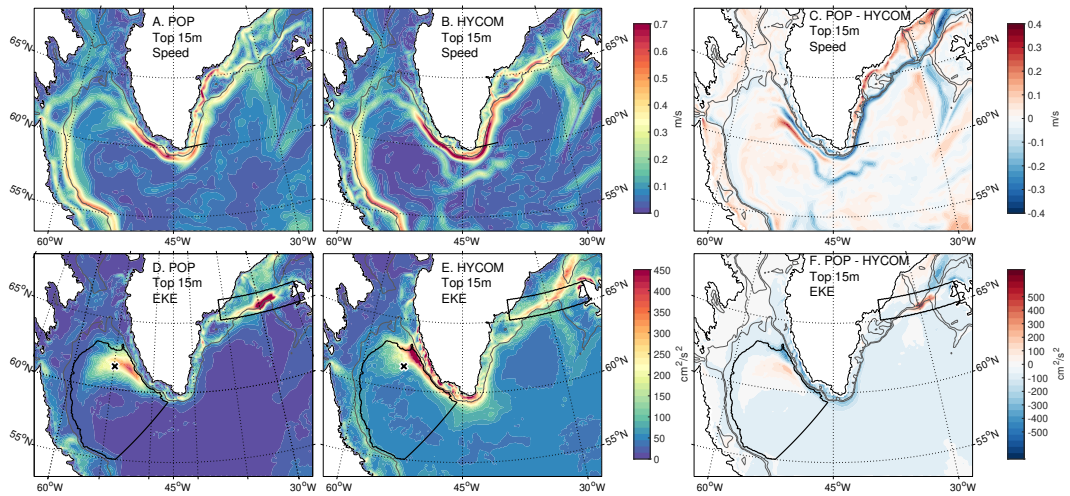 A. POP
Top 15m
Speed
B. HYCOM
Top 15m
Speed
C. POP - HYCOM
Top 15m
Speed
65°N
60°N
55°N
60°W
45°W
30°W
60°W
45°W
30°W
65°N
60°N
55°N
0.7
0.6
0.5
0.4
0.3
0.2
0.1
0
m/s
60°W
45°W
30°W
65°N
60°N
55°N
0.4
0.3
0.2
0.1
0
-0.1
-0.2
-0.3
-0.4
m/s
D. POP
Top 15m
EKE
E. HYCOM
Top 15m
EKE
F. POP - HYCOM
Top 15m
EKE
65°N
60°N
55°N
60°W
45°W
30°W
60°W
45°W
30°W
65°N
60°N
55°N
450
400
350
300
250
200
150
100
50
0
cm²/s²
60°W
45°W
30°W
65°N
60°N
55°N
500
400
300
200
100
0
-100
-200
-300
-400
-500
cm²/s²